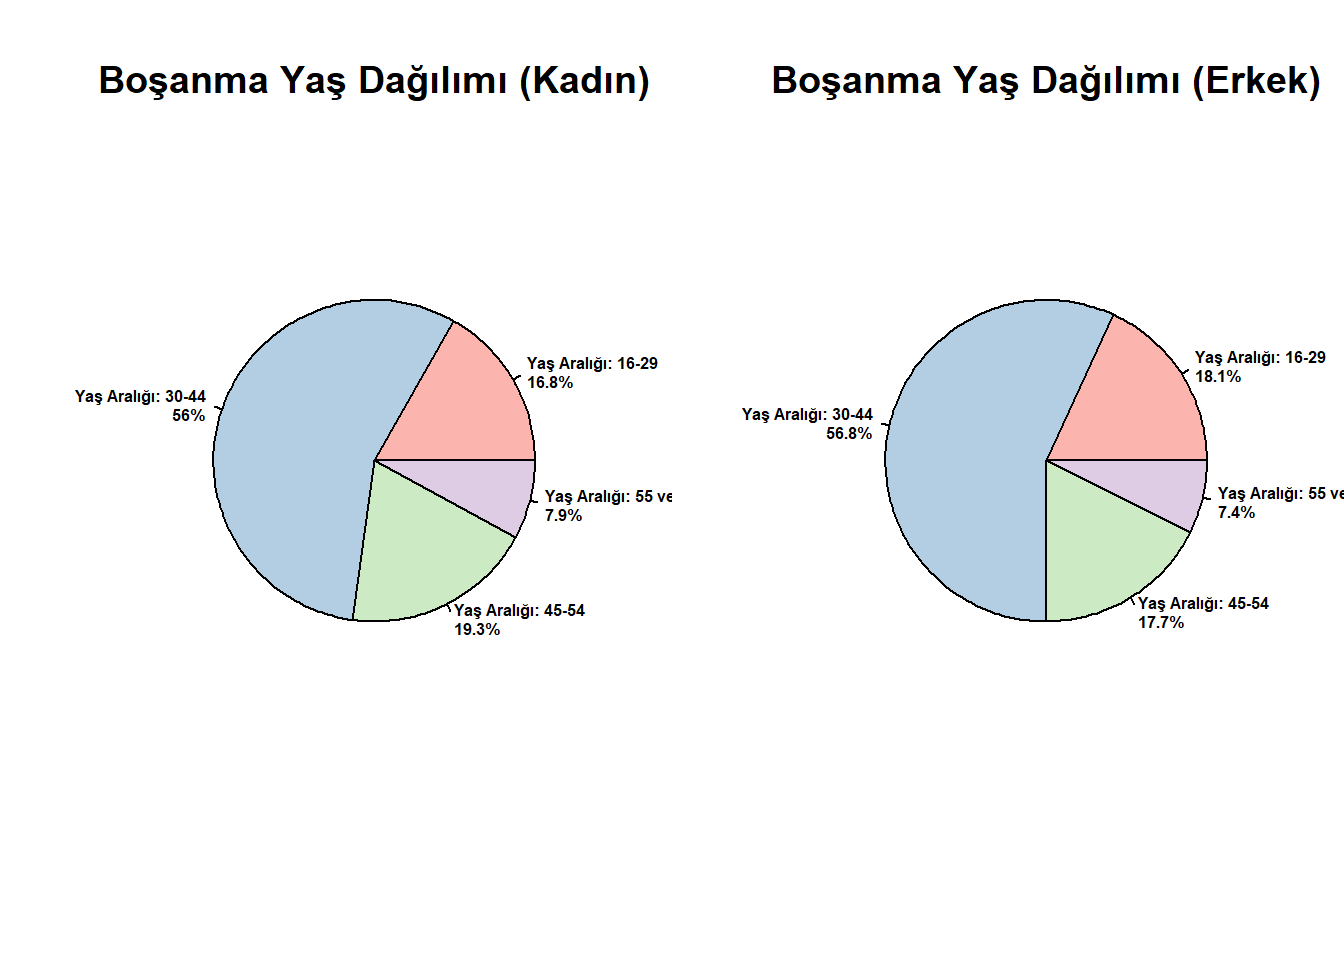 Boşanma Yaş Dağılımı (Kadın)
Yaş Aralığı: 16-29
16.8%
Yaş Aralığı: 30-44
56%
Yaş Aralığı: 55 ve
7.9%
Yaş Aralığı: 45-54
19.3%
Boşanma Yaş Dağılımı (Erkek)
Yaş Aralığı: 16-29
18.1%
Yaş Aralığı: 30-44
56.8%
Yaş Aralığı: 55 ve
7.4%
Yaş Aralığı: 45-54
17.7%